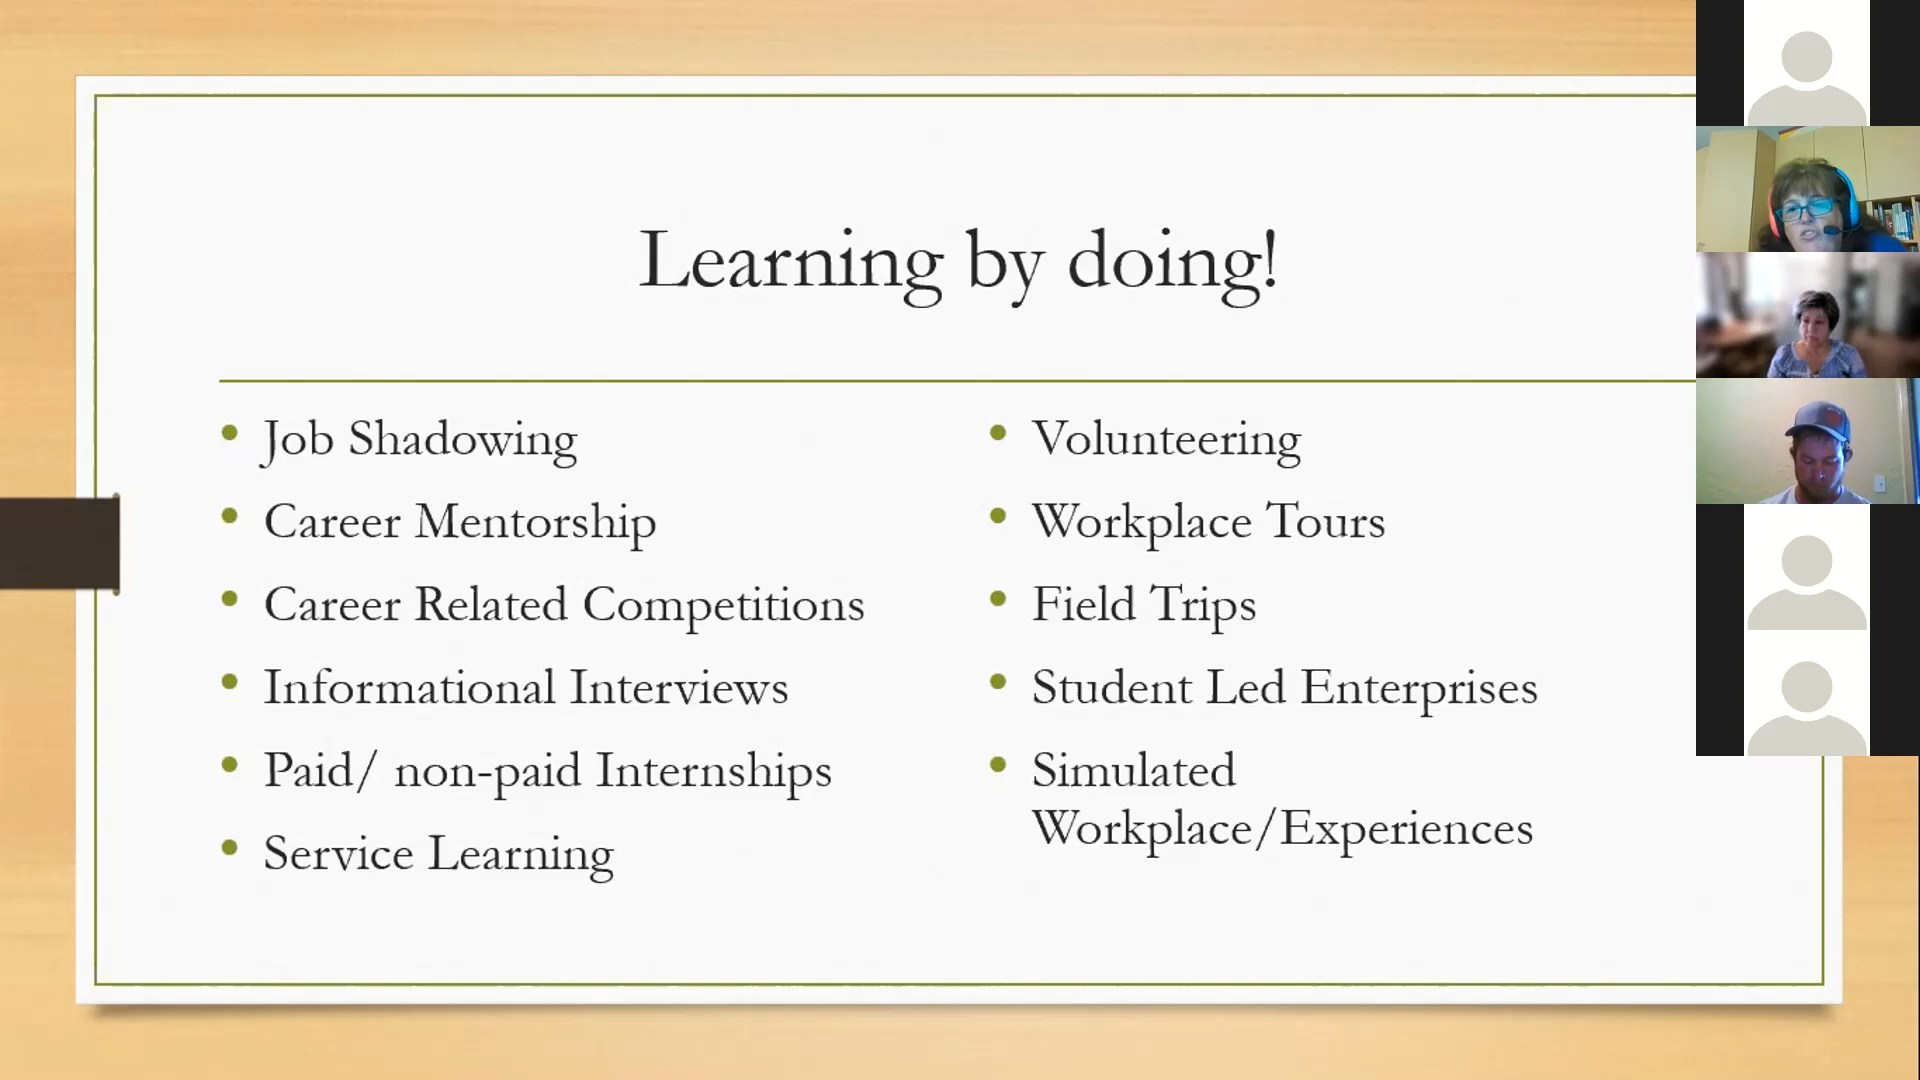 Learning by doing!
• Job Shadowing
• Career Mentorship
• Career Related Competitions
• Informational Interviews
• Paid/ non-paid Internships
• Service Learning
• Volunteering
• Workplace Tours
• Field Trips
• Student Led Enterprises
• Simulated
Workplace/Experiences